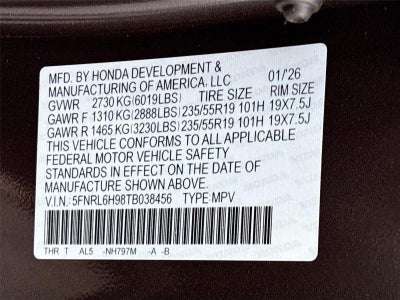 MFD. BY HONDA DEVELOPMENT &
MANUFACTURING OF AMERICA, LLC 01/26
GVWR 2730 KG (6019LBS) TIRE SIZE RIM SIZE
GAWR F 1310 KG (2888LBS) 235/55R19 101H 19X7.5J
GAWR R 1465 KG (3230LBS) 235/55R19 101H 19X7.5J
THIS VEHICLE CONFORMS TO ALL APPLICABLE
FEDERAL MOTOR VEHICLE SAFETY
STANDARDS IN EFFECT ON THE DATE OF
MANUFACTURE SHOWN ABOVE.
V.I.N.: 5FNRL6H98TB038456 TYPE:MPV
THR T AL5 -NH797M -A -B